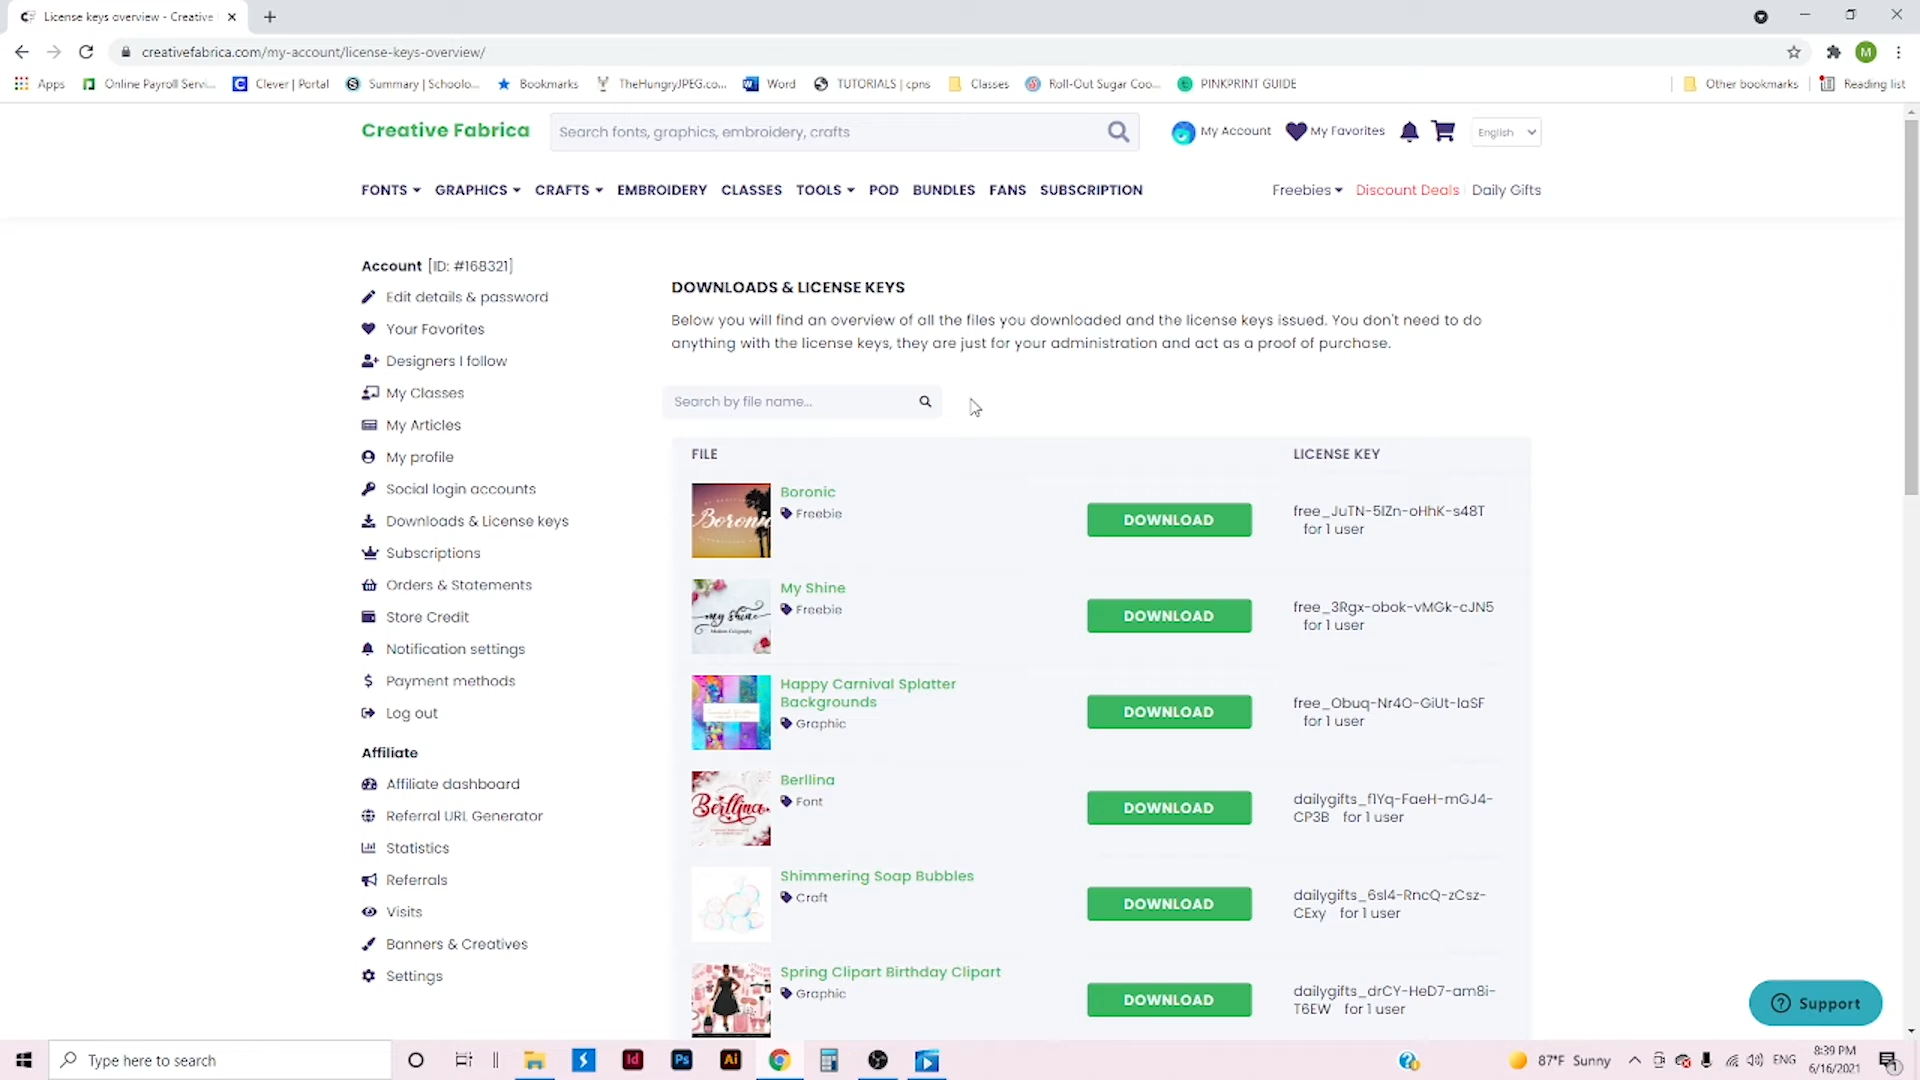 License keys overview - Creative
creativefabrica.com/my-account/license-keys-overview/
M
Apps
Online Payroll Servi...
Clever | Portal
Summary | Schoolo...
Bookmarks
TheHungryJPEG.co...
Word
TUTORIALS | cpns
Classes
Roll-Out Sugar Coo...
PINKPRINT GUIDE
Other bookmarks
Reading list
Creative Fabrica
Search fonts, graphics, embroidery, crafts
My Account
My Favorites
English
FONTS
GRAPHICS
CRAFTS
EMBROIDERY
CLASSES
TOOLS
POD
BUNDLES
FANS
SUBSCRIPTION
Freebies
Discount Deals
Daily Gifts
Account [ID: #168321]
Edit details & password
Your Favorites
Designers I follow
My Classes
My Articles
My profile
Social login accounts
Downloads & License keys
Subscriptions
Orders & Statements
Store Credit
Notification settings
Payment methods
Log out
Affiliate
Affiliate dashboard
Referral URL Generator
Statistics
Referrals
Visits
Banners & Creatives
Settings
DOWNLOADS & LICENSE KEYS
Below you will find an overview of all the files you downloaded and the license keys issued. You don't need to do
anything with the license keys, they are just for your administration and act as a proof of purchase.
Search by file name...
FILE
LICENSE KEY
Boronic
Boronic
Freebie
DOWNLOAD
free_JuTN-5lZn-oHhK-s48T
for 1 user
my shine
My Shine
Freebie
DOWNLOAD
free_3Rgx-obok-vMGk-cJN5
for 1 user
Happy Carnival Splatter
Backgrounds
Graphic
DOWNLOAD
free_Obuq-Nr4O-GiUt-IaSF
for 1 user
Berllina
Berllina
Font
DOWNLOAD
dailygifts_f1Yq-FaeH-mGJ4-
CP3B for 1 user
Shimmering Soap Bubbles
Craft
DOWNLOAD
dailygifts_6sl4-RncQ-zCsz-
CExy for 1 user
Spring Clipart Birthday Clipart
Graphic
DOWNLOAD
dailygifts_drCY-HeD7-am8i-
T6EW for 1 user
Support
Type here to search
Id
Ps
Ai
87°F Sunny
ENG
8:39 PM
6/16/2021